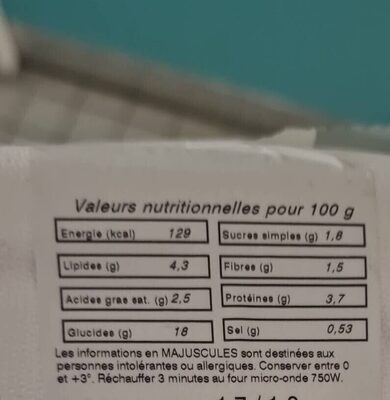 Valeurs nutritionnelles pour 100 g
Energie (kcal) 129 Sucres simples (g) 1,8
Lipides (g) 4,3 Fibres (g) 1,5
Acides gras sat. (g) 2,5 Protéines (g) 3,7
Glucides (g) 18 Sel (g) 0,53
Les informations en MAJUSCULES sont destinées aux
personnes intolérantes ou allergiques. Conserver entre 0
et +3°. Réchauffer 3 minutes au four micro-onde 750W.